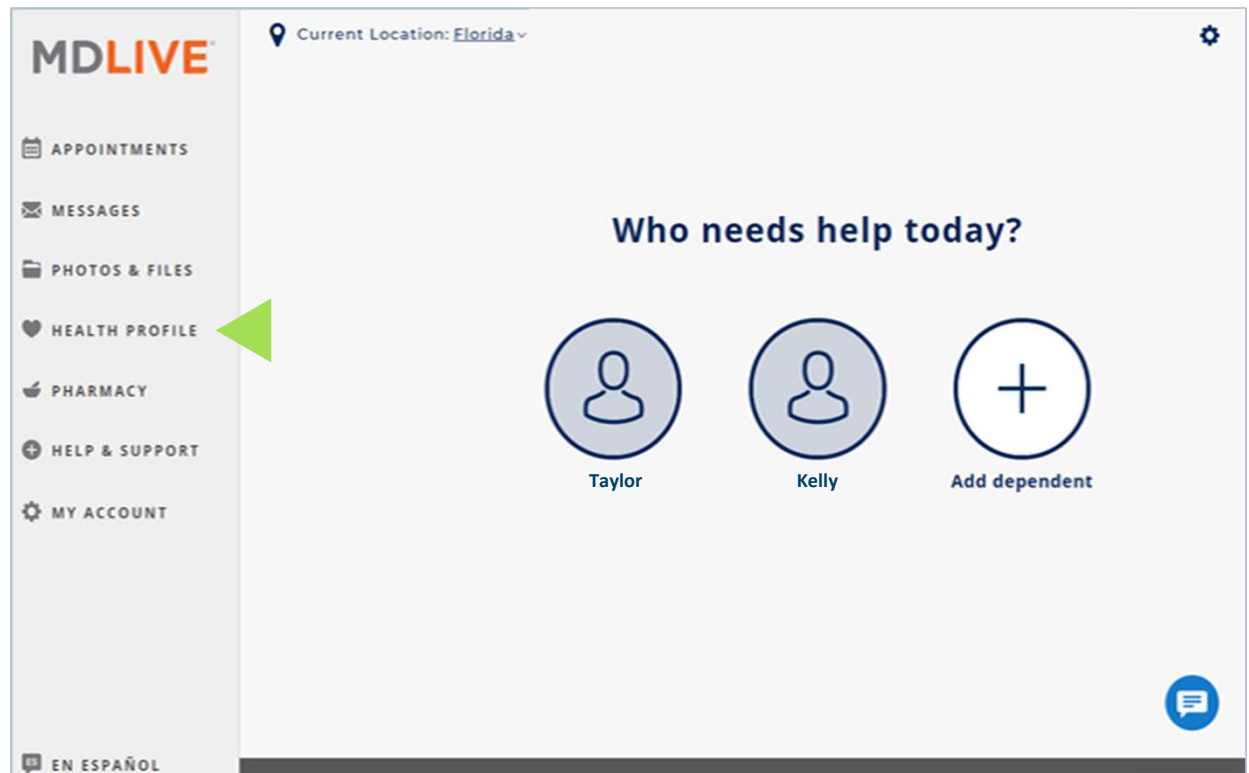 MDLIVE
Current Location: Florida
APPOINTMENTS
MESSAGES
PHOTOS & FILES
HEALTH PROFILE
PHARMACY
HELP & SUPPORT
MY ACCOUNT
ES EN ESPAÑOL
Who needs help today?
Taylor Kelly Add dependent